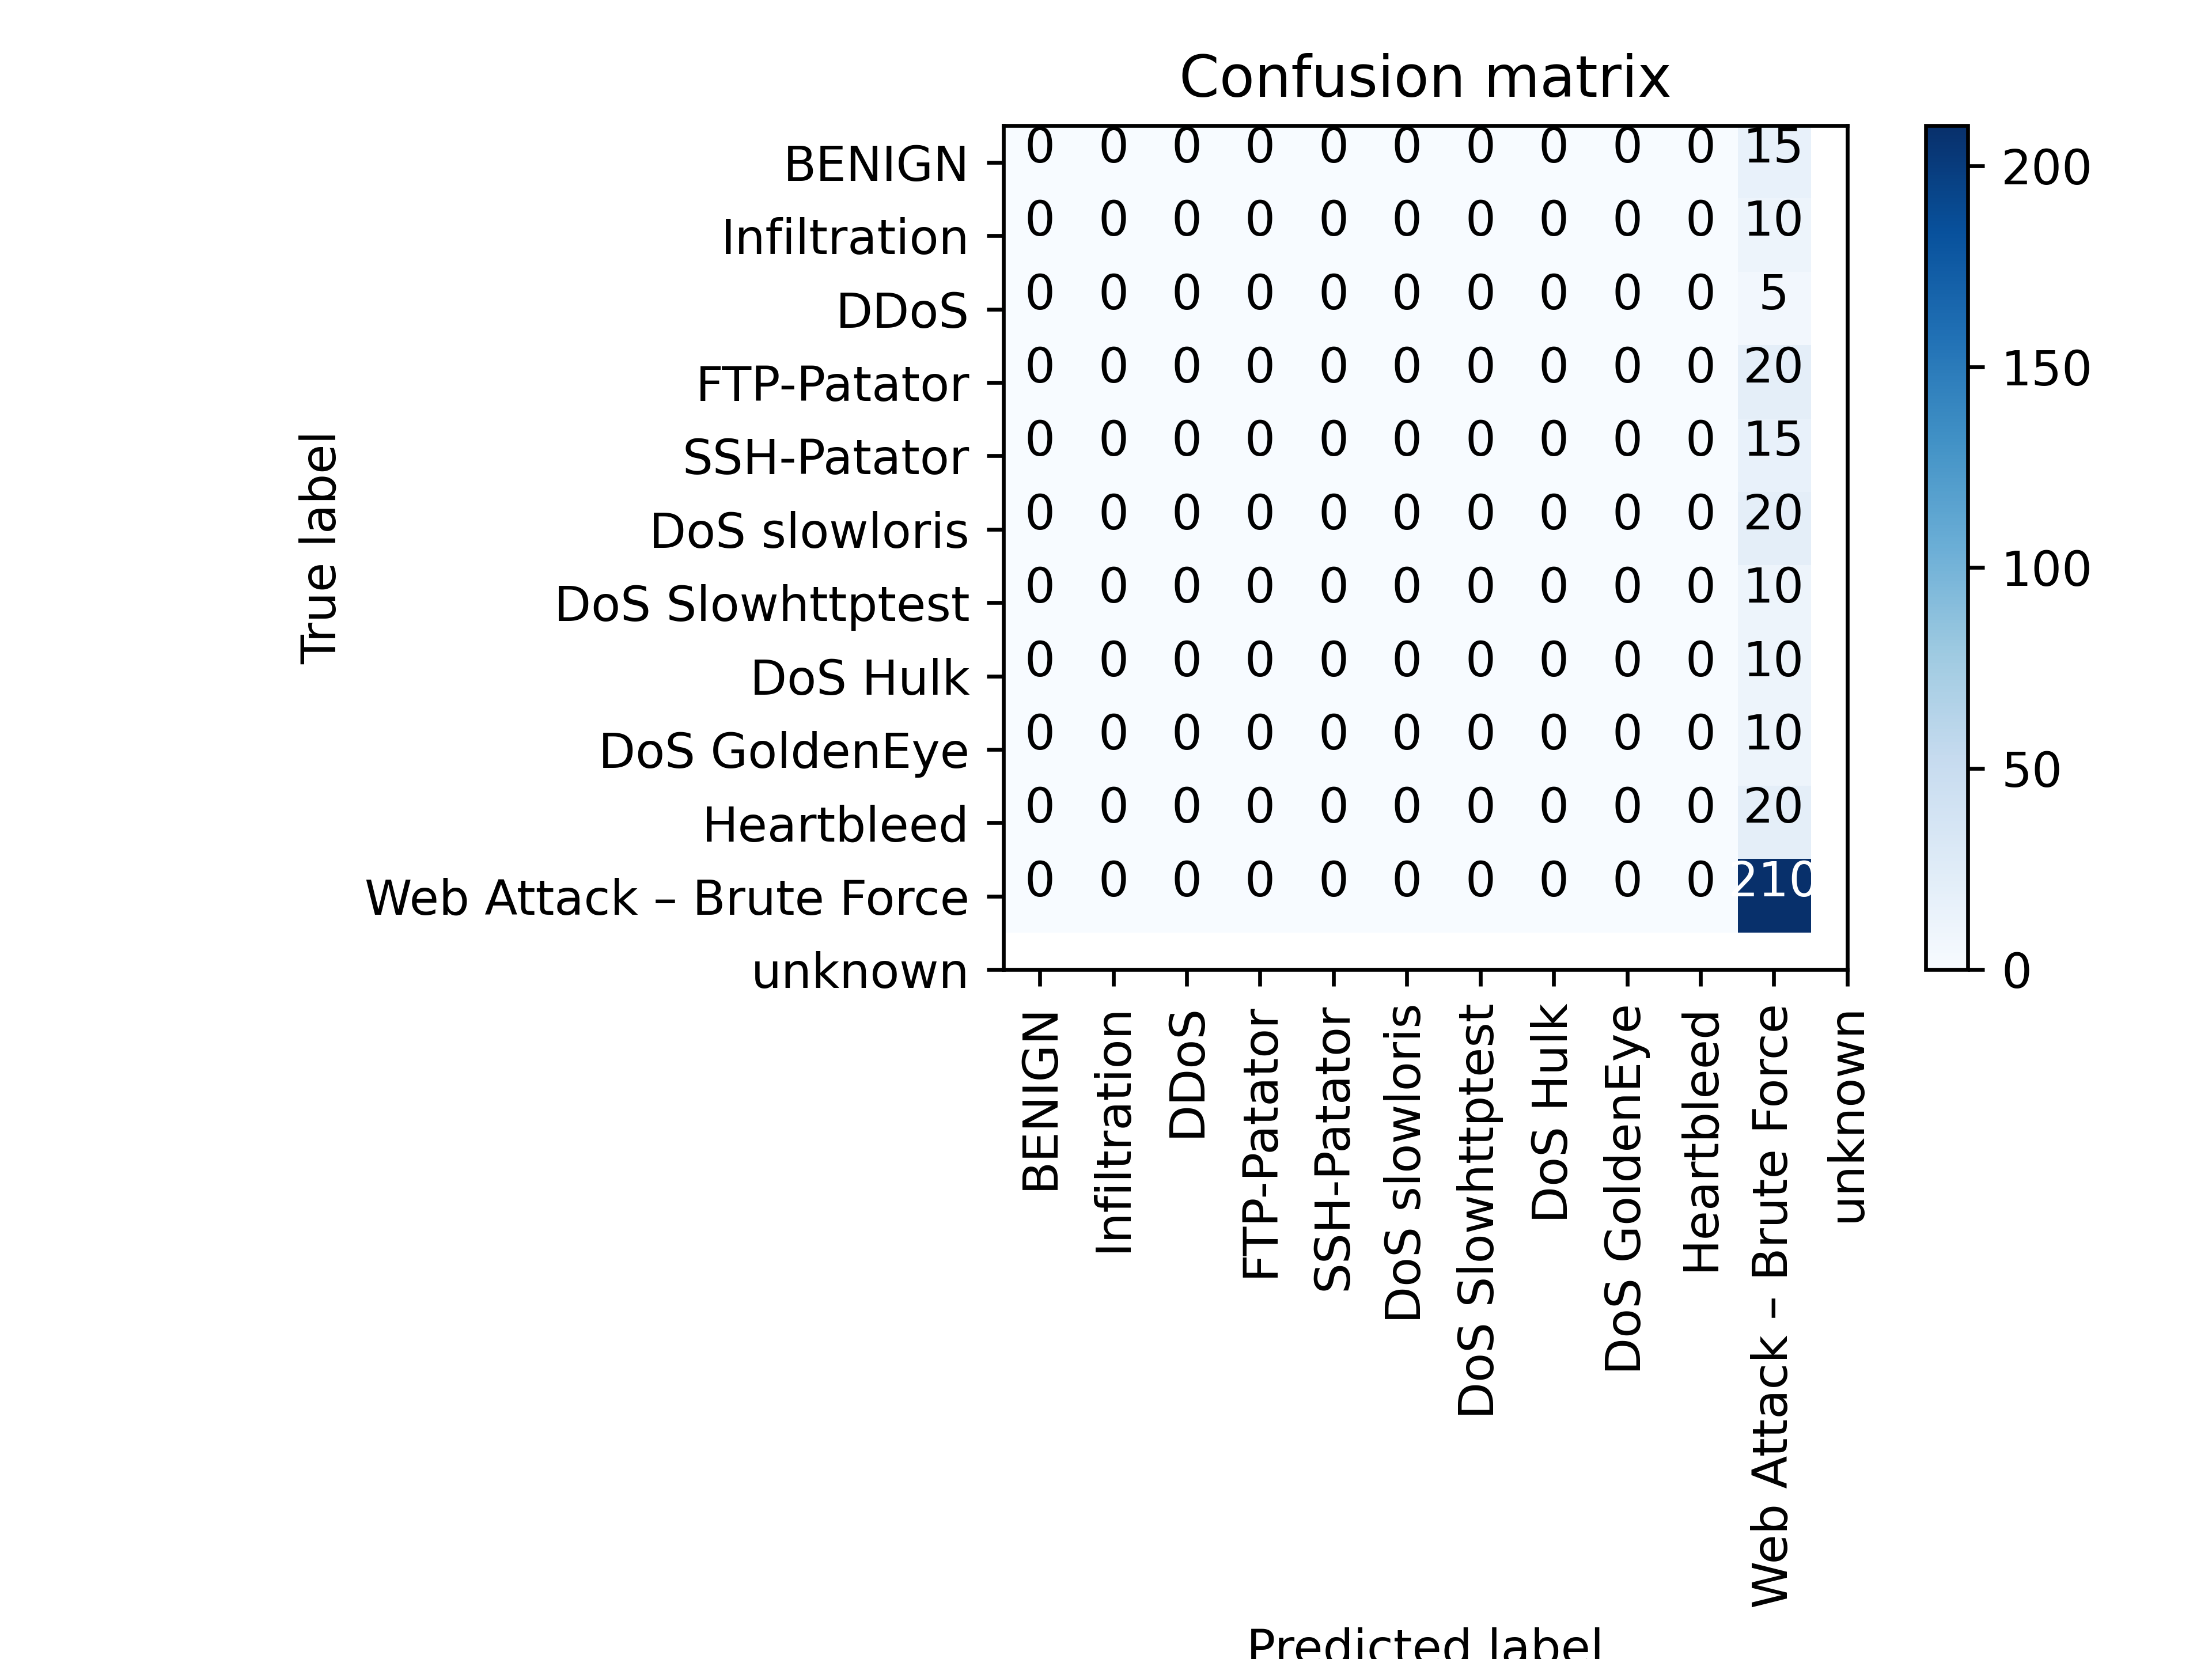 Confusion matrix
True label
BENIGN 0 0 0 0 0 0 0 0 0 0 15
Infiltration 0 0 0 0 0 0 0 0 0 0 10
DDoS 0 0 0 0 0 0 0 0 0 0 5
FTP-Patator 0 0 0 0 0 0 0 0 0 0 20
SSH-Patator 0 0 0 0 0 0 0 0 0 0 15
DoS slowloris 0 0 0 0 0 0 0 0 0 0 20
DoS Slowhttptest 0 0 0 0 0 0 0 0 0 0 10
DoS Hulk 0 0 0 0 0 0 0 0 0 0 10
DoS GoldenEye 0 0 0 0 0 0 0 0 0 0 10
Heartbleed 0 0 0 0 0 0 0 0 0 0 20
Web Attack – Brute Force 0 0 0 0 0 0 0 0 0 0 210
unknown
200
150
100
50
0
BENIGN
Infiltration
DDoS
FTP-Patator
SSH-Patator
DoS slowloris
DoS Slowhttptest
DoS Hulk
DoS GoldenEye
Heartbleed
Web Attack – Brute Force
unknown
Predicted label